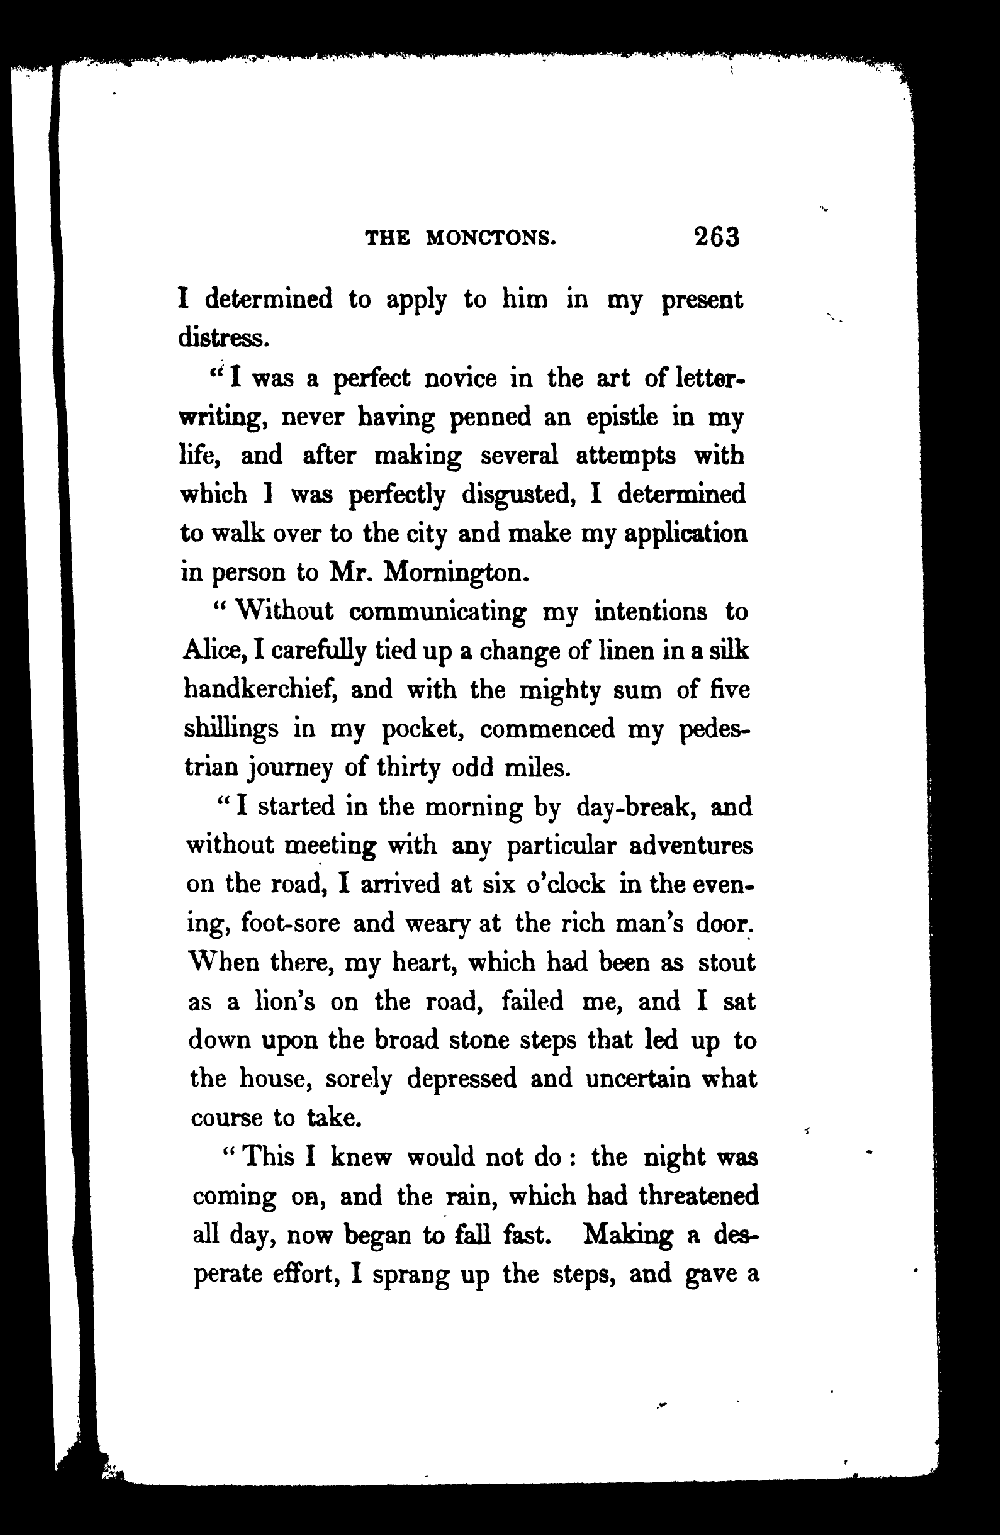 THE MONCTONS. 263
I determined to apply to him in my present
distress.
“I was a perfect novice in the art of letter-
writing, never having penned an epistle in my
life, and after making several attempts with
which I was perfectly disgusted, I determined
to walk over to the city and make my application
in person to Mr. Mornington.
“Without communicating my intentions to
Alice, I carefully tied up a change of linen in a silk
handkerchief, and with the mighty sum of five
shillings in my pocket, commenced my pedes-
trian journey of thirty odd miles.
“I started in the morning by day-break, and
without meeting with any particular adventures
on the road, I arrived at six o’clock in the even-
ing, foot-sore and weary at the rich man’s door.
When there, my heart, which had been as stout
as a lion’s on the road, failed me, and I sat
down upon the broad stone steps that led up to
the house, sorely depressed and uncertain what
course to take.
“This I knew would not do: the night was
coming on, and the rain, which had threatened
all day, now began to fall fast. Making a des-
perate effort, I sprang up the steps, and gave a